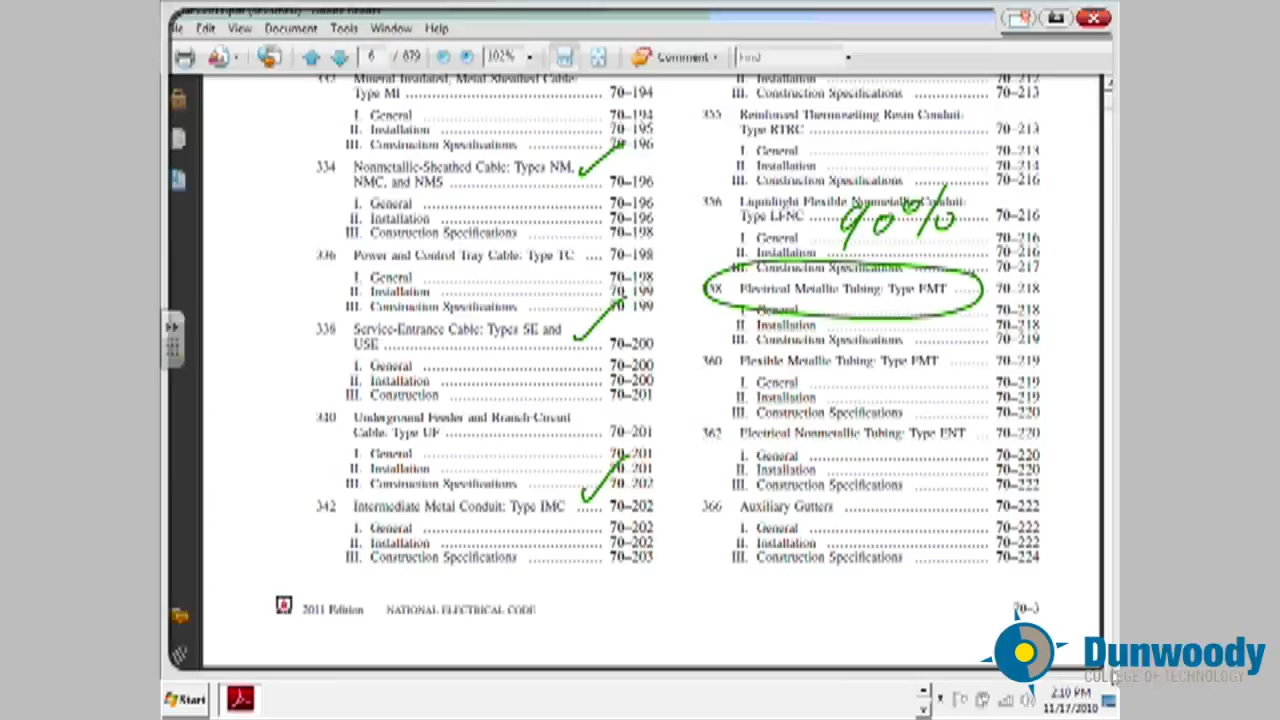 Edit View Document Tools Window Help
6 / 879 102% Comment Find
332 Mineral-Insulated, Metal-Sheathed Cable:
Type MI ..... 70–194
I. General ..... 70–194
II. Installation ..... 70–195
III. Construction Specifications ..... 70–196
334 Nonmetallic-Sheathed Cable: Types NM,
NMC, and NMS ..... 70–196
I. General ..... 70–196
II. Installation ..... 70–196
III. Construction Specifications ..... 70–198
336 Power and Control Tray Cable: Type TC .... 70–198
I. General ..... 70–198
II. Installation ..... 70–199
III. Construction Specifications ..... 70–199
338 Service-Entrance Cable: Types SE and
USE ..... 70–200
I. General ..... 70–200
II. Installation ..... 70–200
III. Construction ..... 70–201
340 Underground Feeder and Branch-Circuit
Cable: Type UF ..... 70–201
I. General ..... 70–201
II. Installation ..... 70–201
III. Construction Specifications ..... 70–202
342 Intermediate Metal Conduit: Type IMC ..... 70–202
I. General ..... 70–202
II. Installation ..... 70–202
III. Construction Specifications ..... 70–203
II. Installation ..... 70–212
III. Construction Specifications ..... 70–213
355 Reinforced Thermosetting Resin Conduit:
Type RTRC ..... 70–213
I. General ..... 70–213
II. Installation ..... 70–214
III. Construction Specifications ..... 70–216
356 Liquidtight Flexible Nonmetallic Conduit:
Type LFNC ..... 70–216
90%
I. General ..... 70–216
II. Installation ..... 70–216
III. Construction Specifications ..... 70–217
358 Electrical Metallic Tubing: Type EMT ..... 70–218
I. General ..... 70–218
II. Installation ..... 70–218
III. Construction Specifications ..... 70–219
360 Flexible Metallic Tubing: Type FMT ..... 70–219
I. General ..... 70–219
II. Installation ..... 70–219
III. Construction Specifications ..... 70–220
362 Electrical Nonmetallic Tubing: Type ENT ... 70–220
I. General ..... 70–220
II. Installation ..... 70–220
III. Construction Specifications ..... 70–222
366 Auxiliary Gutters ..... 70–222
I. General ..... 70–222
II. Installation ..... 70–222
III. Construction Specifications ..... 70–224
2011 Edition NATIONAL ELECTRICAL CODE
70–3
Dunwoody
COLLEGE OF TECHNOLOGY
Start
2:10 PM
11/17/2010